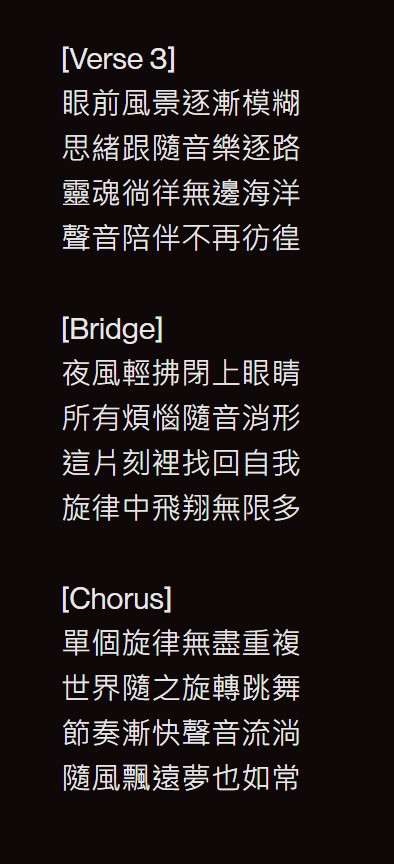 [Verse 3]
眼前風景逐漸模糊
思緒跟隨音樂逐路
靈魂徜徉無邊海洋
聲音陪伴不再彷徨
[Bridge]
夜風輕拂閉上眼睛
所有煩惱隨音消形
這片刻裡找回自我
旋律中飛翔無限多
[Chorus]
單個旋律無盡重複
世界隨之旋轉跳舞
節奏漸快聲音流淌
隨風飄遠夢也如常